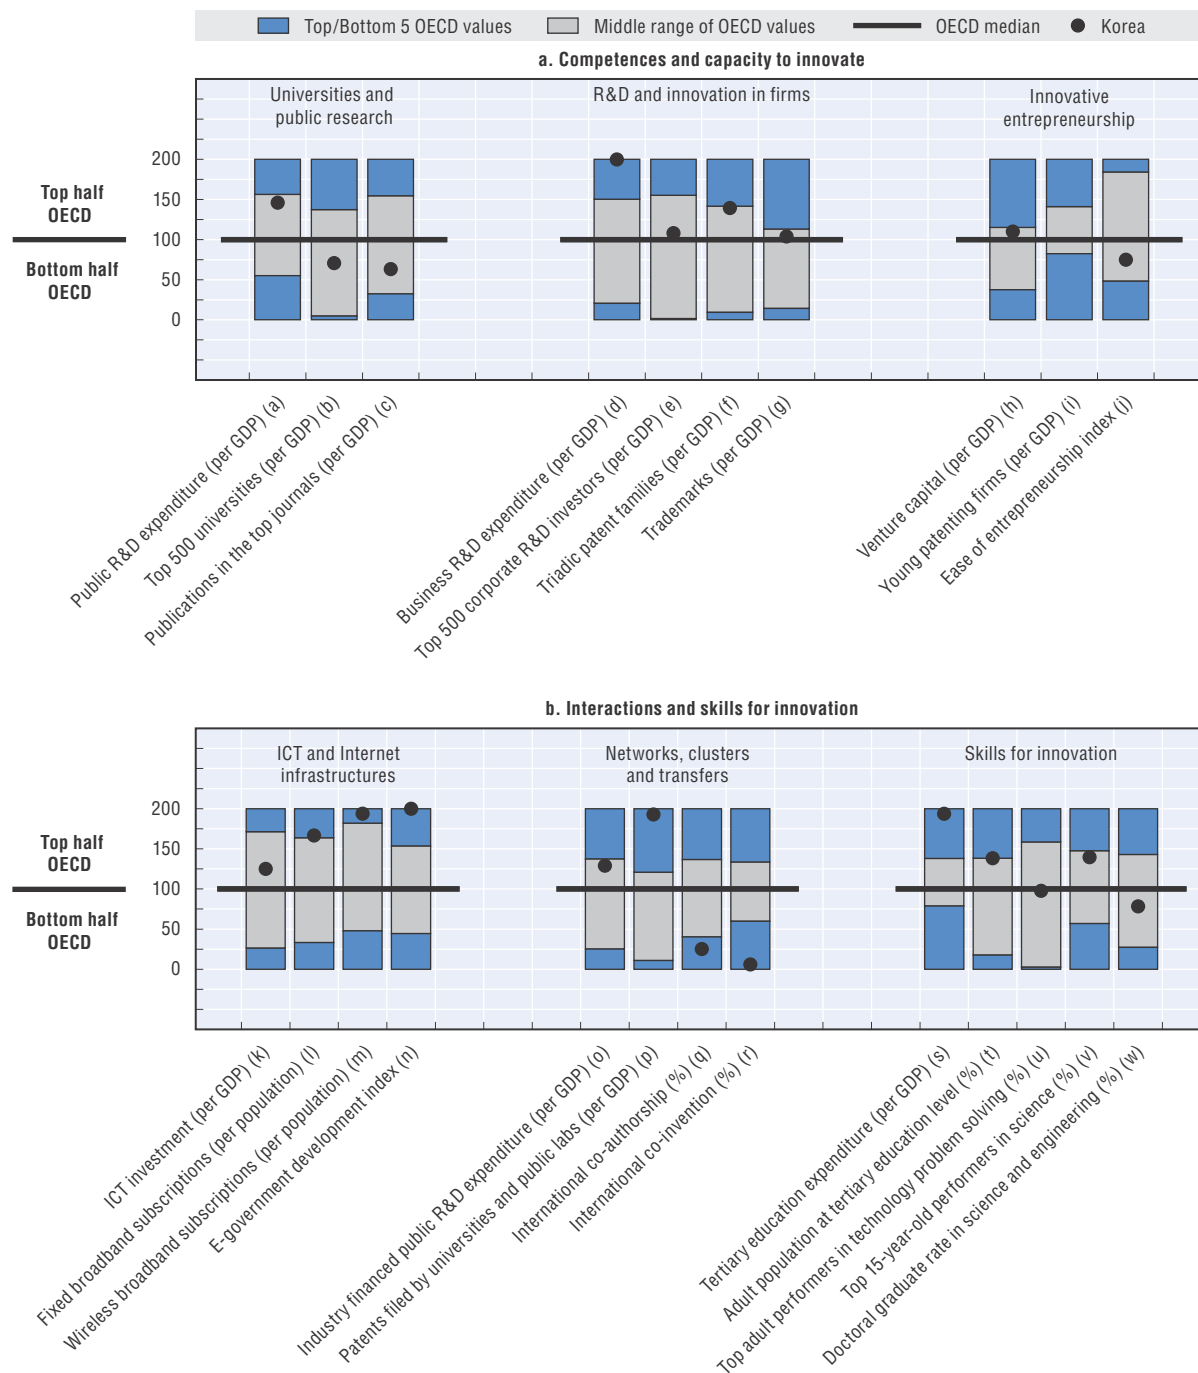 Top/Bottom 5 OECD values
Middle range of OECD values
OECD median
Korea
a. Competences and capacity to innovate
Universities and
public research
R&D and innovation in firms
Innovative
entrepreneurship
200
150
100
50
0
Top half
OECD
Bottom half
OECD
Public R&D expenditure (per GDP) (a)
Top 500 universities (per GDP) (b)
Publications in the top journals (per GDP) (c)
Business R&D expenditure (per GDP) (d)
Top 500 corporate R&D investors (per GDP) (e)
Triadic patent families (per GDP) (f)
Trademarks (per GDP) (g)
Venture capital (per GDP) (h)
Young patenting firms (per GDP) (i)
Ease of entrepreneurship index (j)
b. Interactions and skills for innovation
ICT and Internet
infrastructures
Networks, clusters
and transfers
Skills for innovation
200
150
100
50
0
Top half
OECD
Bottom half
OECD
ICT investment (per GDP) (k)
Fixed broadband subscriptions (per population) (l)
Wireless broadband subscriptions (per population) (m)
E-government development index (n)
Industry financed public R&D expenditure (per GDP) (o)
Patents filed by universities and public labs (per GDP) (p)
International co-authorship (%) (q)
International co-invention (%) (r)
Tertiary education expenditure (per GDP) (s)
Adult population at tertiary education level (%) (t)
Top adult performers in technology problem solving (%) (u)
Top 15-year-old performers in science (%) (v)
Doctoral graduate rate in science and engineering (%) (w)